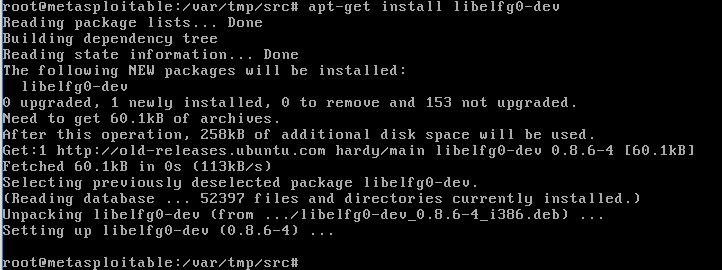 root@metasploitable:/var/tmp/src# apt-get install libelfg0-dev
Reading package lists... Done
Building dependency tree
Reading state information... Done
The following NEW packages will be installed:
  libelfg0-dev
0 upgraded, 1 newly installed, 0 to remove and 153 not upgraded.
Need to get 60.1kB of archives.
After this operation, 258kB of additional disk space will be used.
Get:1 http://old-releases.ubuntu.com hardy/main libelfg0-dev 0.8.6-4 [60.1kB]
Fetched 60.1kB in 0s (113kB/s)
Selecting previously deselected package libelfg0-dev.
(Reading database ... 52397 files and directories currently installed.)
Unpacking libelfg0-dev (from .../libelfg0-dev_0.8.6-4_i386.deb) ...
Setting up libelfg0-dev (0.8.6-4) ...
root@metasploitable:/var/tmp/src#